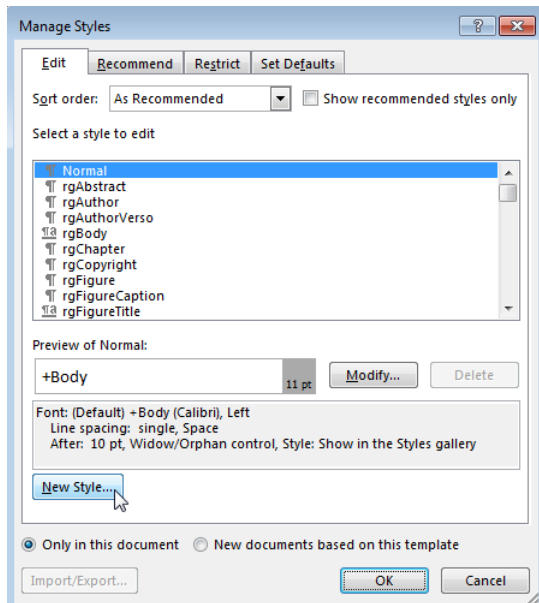 Manage Styles
Edit Recommend Restrict Set Defaults
Sort order: As Recommended Show recommended styles only
Select a style to edit
¶ Normal
¶ rgAbstract
¶ rgAuthor
¶ rgAuthorVerso
¶a rgBody
¶ rgChapter
¶ rgCopyright
¶ rgFigure
¶ rgFigureCaption
¶a rgFigureTitle
Preview of Normal:
+Body 11 pt Modify... Delete
Font: (Default) +Body (Calibri), Left
Line spacing: single, Space
After: 10 pt, Widow/Orphan control, Style: Show in the Styles gallery
New Style...
Only in this document New documents based on this template
Import/Export... OK Cancel